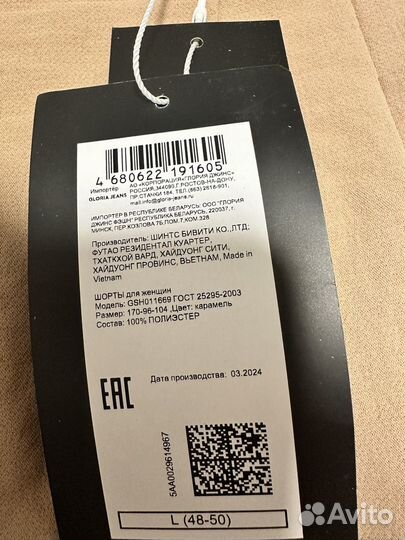 4 680622 191605
Импортёр
GLORIA JEANS
АО «КОРПОРАЦИЯ «ГЛОРИЯ ДЖИНС»
РОССИЯ,344090,Г.РОСТОВ-НА-ДОНУ,
ПР.СТАЧКИ 184, ТЕЛ.(863) 2618-901,
mail.info@gloria-jeans.ru
ИМПОРТЕР В РЕСПУБЛИКЕ БЕЛАРУСЬ: ООО "ГЛОРИЯ
ДЖИНС ФЭШН" РЕСПУБЛИКА БЕЛАРУСЬ, 220037, г.
МИНСК, ПЕР.КОЗЛОВА 7Б,ПОМ.7,КОМ.32В
Производитель: ШИНТС БИВИТИ КО.,ЛТД;
ФУТАО РЕЗИДЕНТАЛ КУАРТЕР,
ТХАТКХОЙ ВАРД, ХАЙДУОНГ СИТИ,
ХАЙДУОНГ ПРОВИНС, ВЬЕТНАМ, Made in
Vietnam
ШОРТЫ для женщин
Модель: GSH011669 ГОСТ 25295-2003
Размер: 170-96-104 ,Цвет: карамель
Состав: 100% ПОЛИЭСТЕР
EAC
Дата производства: 03.2024
5AA0029614967
L (48-50)
Avito